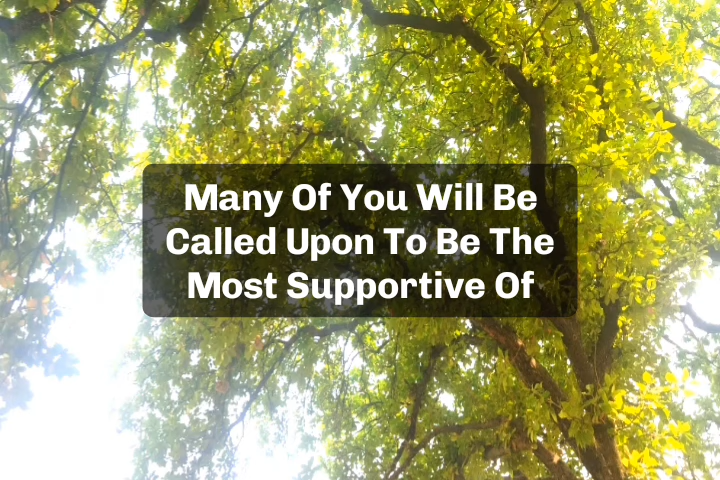 Many Of You Will Be
Called Upon To Be The
Most Supportive Of